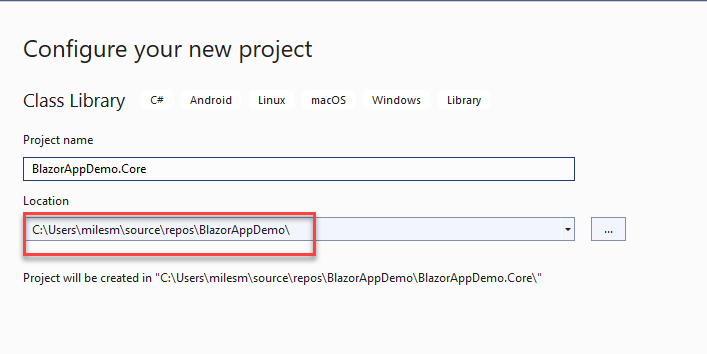 Configure your new project
Class Library C# Android Linux macOS Windows Library
Project name
BlazorAppDemo.Core
Location
C:\Users\milesm\source\repos\BlazorAppDemo\
...
Project will be created in "C:\Users\milesm\source\repos\BlazorAppDemo\BlazorAppDemo.Core\"